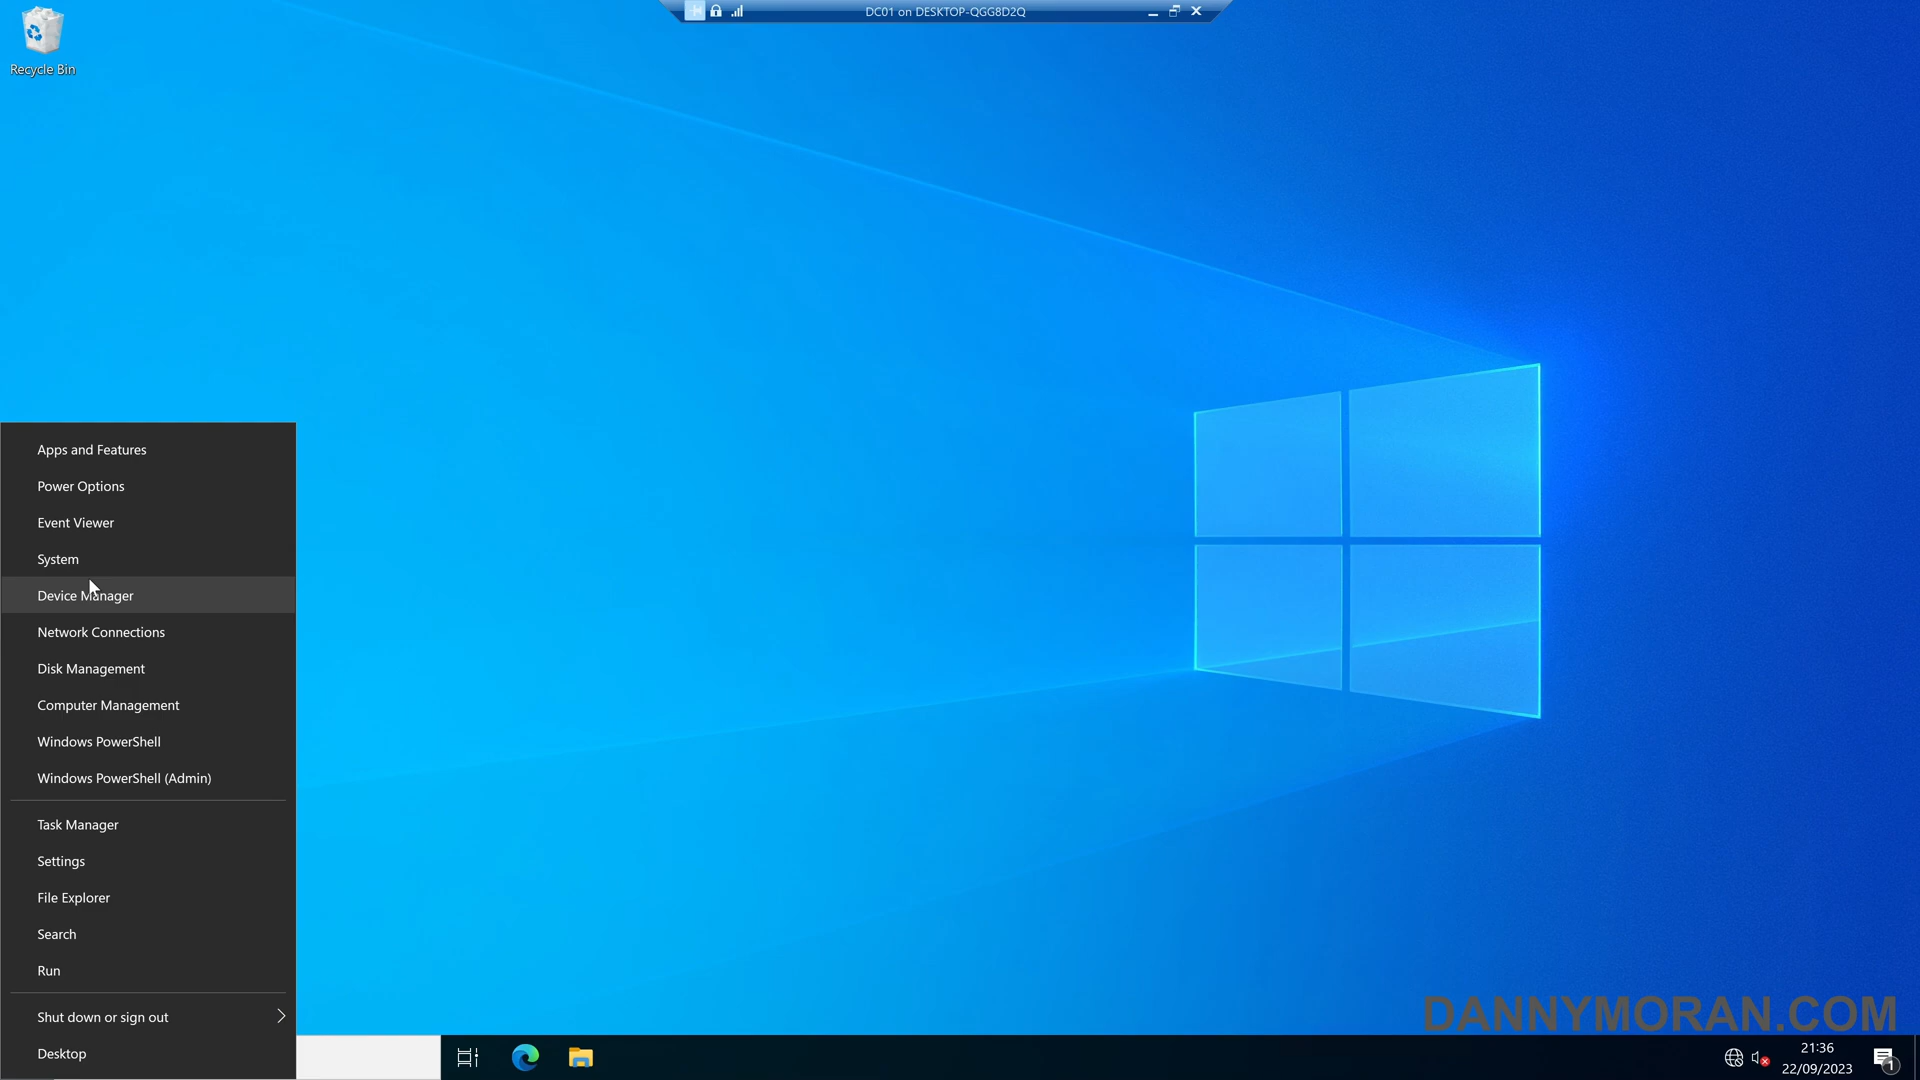 DC01 on DESKTOP-QGG8D2Q
Recycle Bin
Apps and Features
Power Options
Event Viewer
System
Device Manager
Network Connections
Disk Management
Computer Management
Windows PowerShell
Windows PowerShell (Admin)
Task Manager
Settings
File Explorer
Search
Run
Shut down or sign out
Desktop
DANNYMORAN.COM
21:36
22/09/2023
1